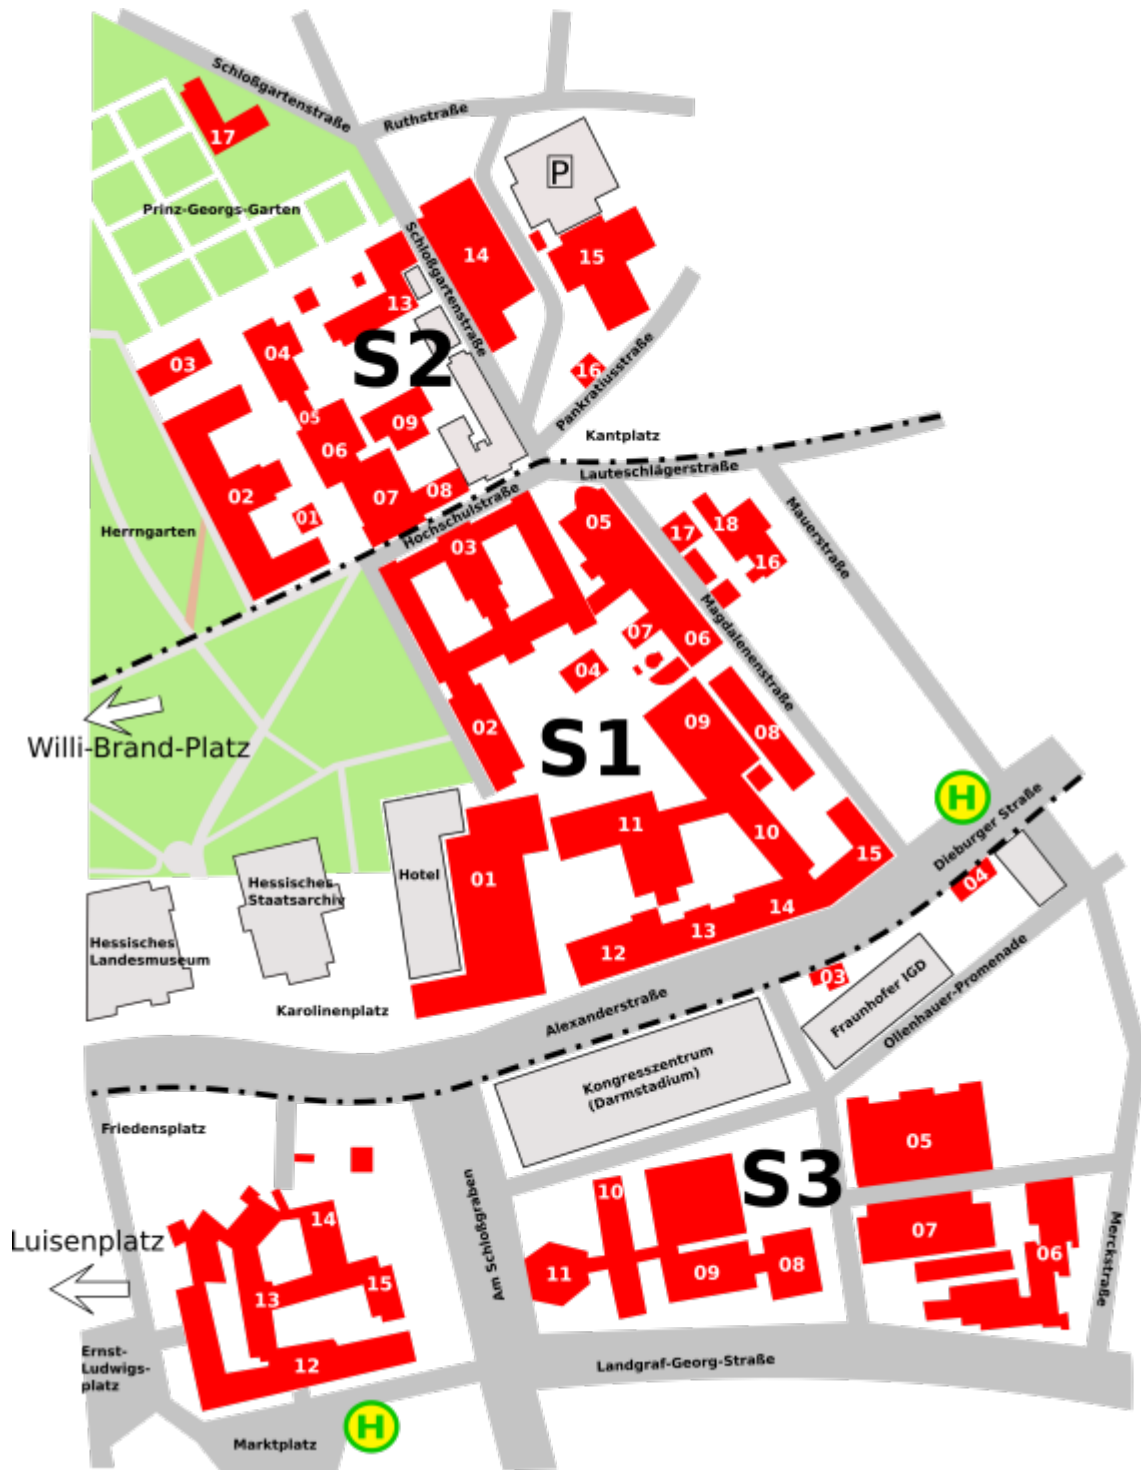 Schloßgartenstraße
Ruthstraße
17
P
Prinz-Georgs-Garten
Schloßgartenstraße
14
15
13
S2
04
03
16
Pankratiusstraße
05
09
06
Kantplatz
Lauteschlägerstraße
02
07
08
01
Hochschulstraße
Herrngarten
03
05
17
18
16
Mauerstraße
Magdalenenstraße
07
06
04
02
09
08
S1
Willi-Brand-Platz
H
Dieburger Straße
11
10
15
04
Hotel
01
Hessisches
Staatsarchiv
14
13
12
Hessisches
Landesmuseum
03
Fraunhofer IGD
Ollenhauer-Promenade
Karolinenplatz
Alexanderstraße
Kongresszentrum
(Darmstadium)
Friedensplatz
05
S3
10
14
Am Schloßgraben
07
06
Merckstraße
Luisenplatz
11
09
08
15
13
12
Ernst-
Ludwigs-
platz
Landgraf-Georg-Straße
H
Marktplatz